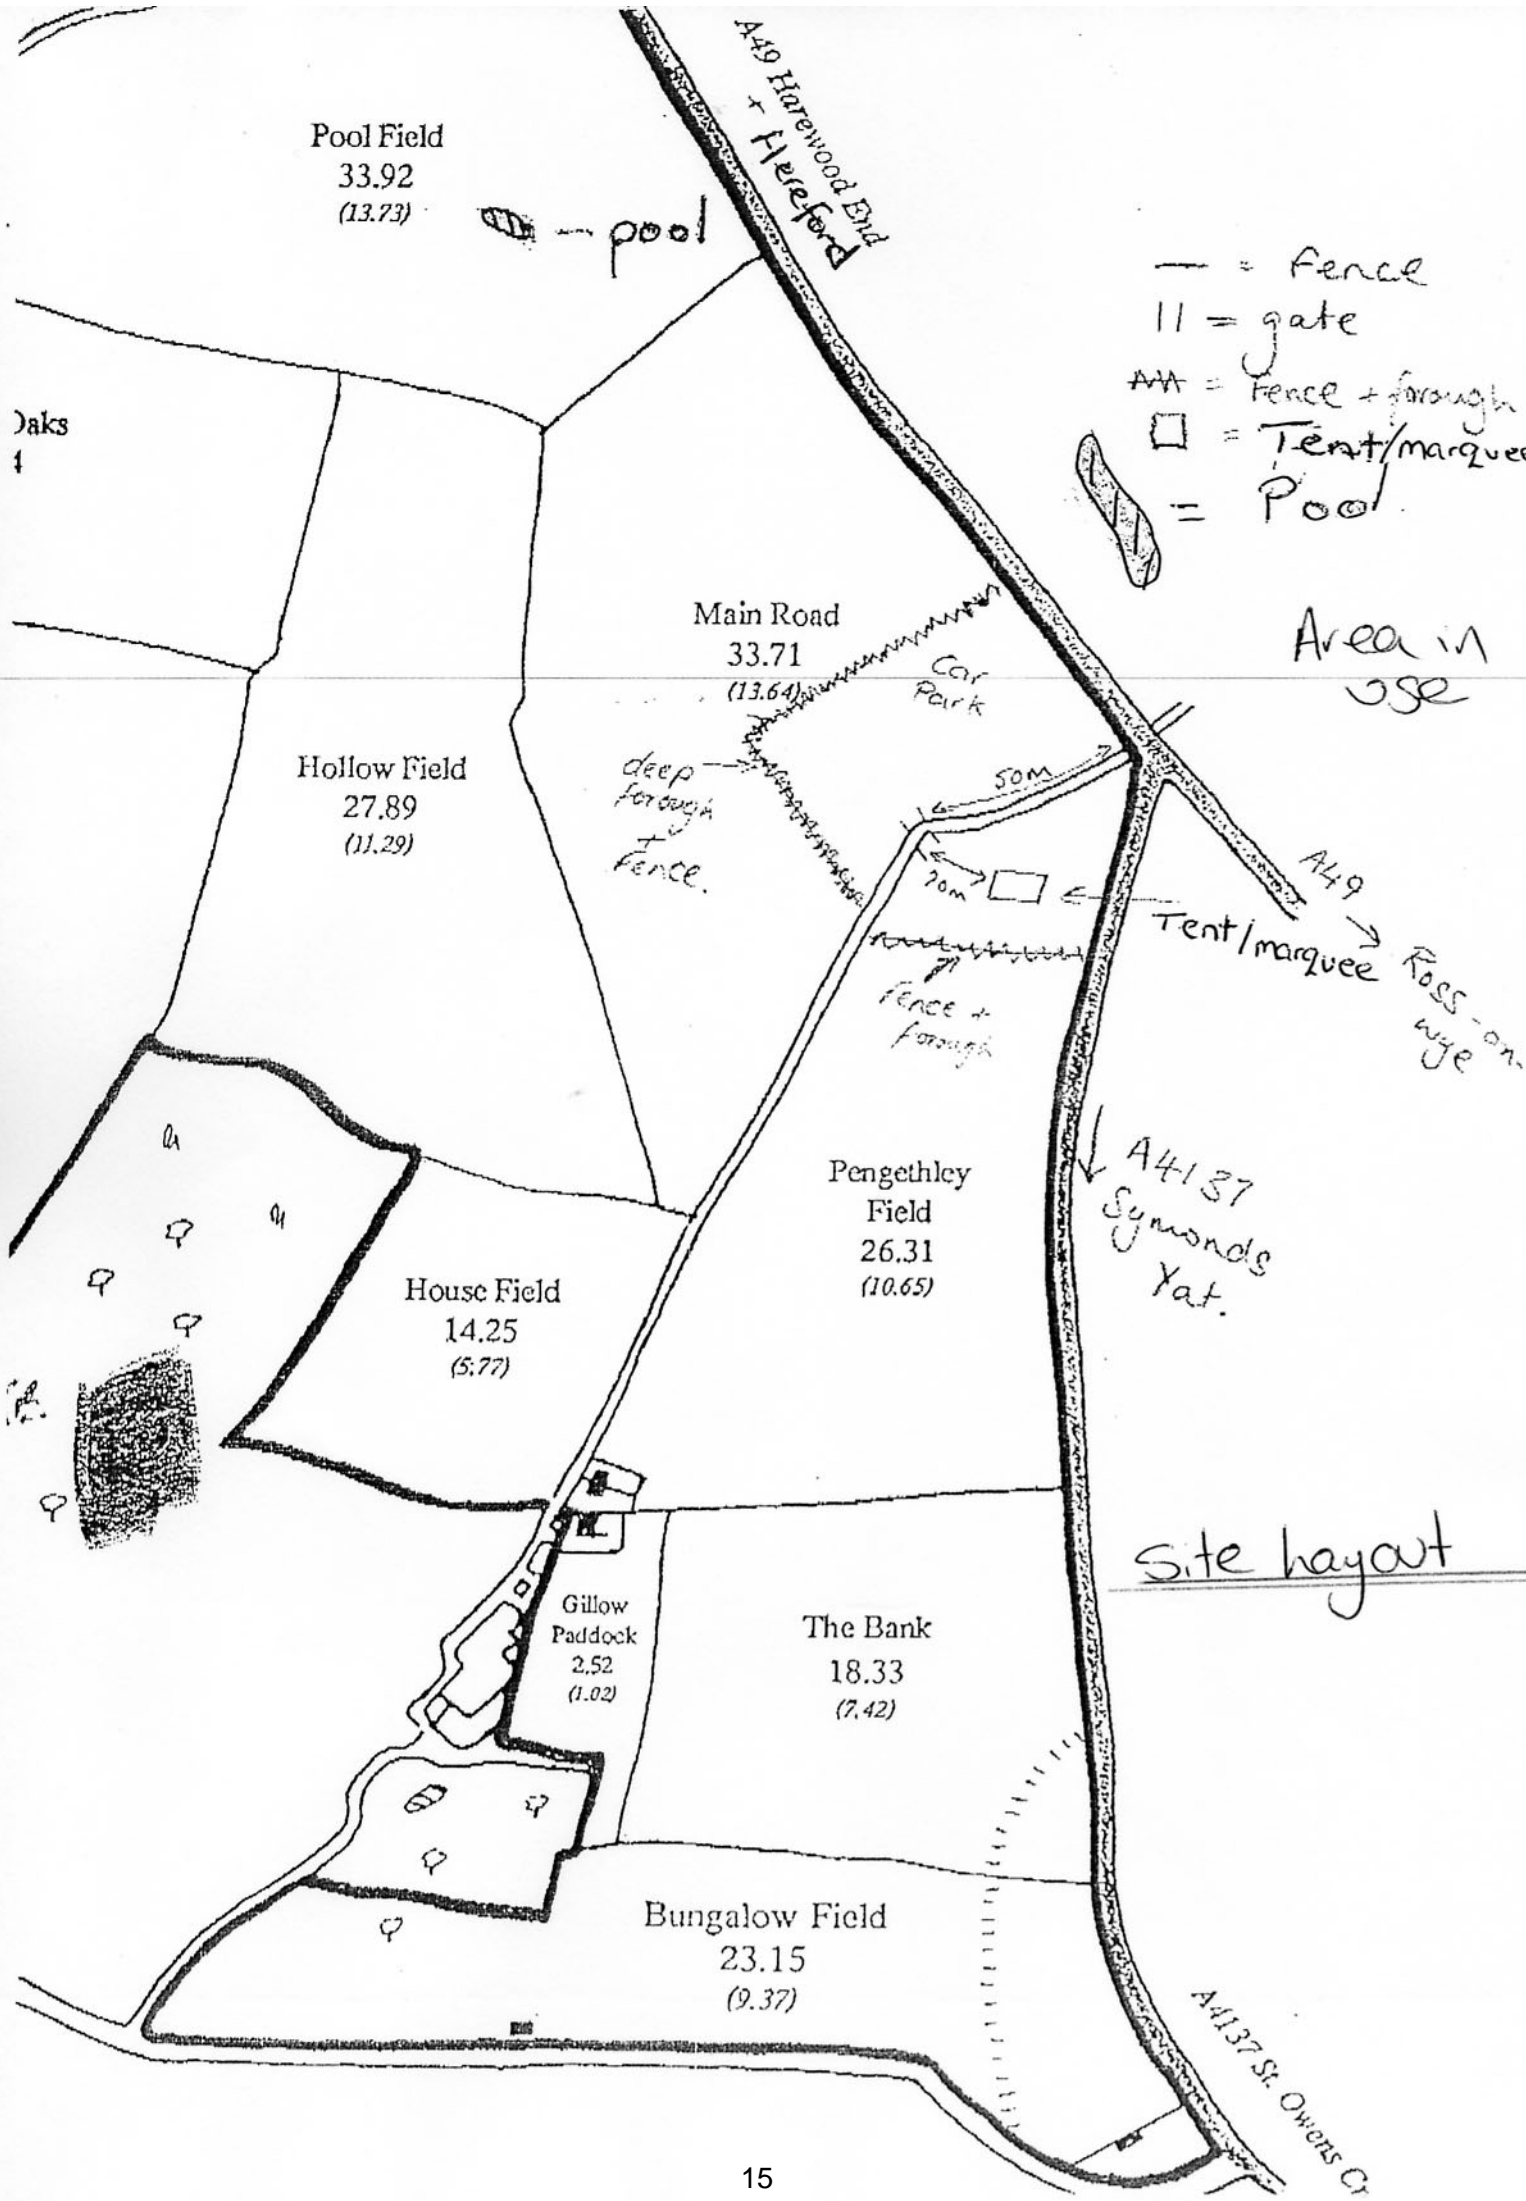 A49 Harewood End
+ Hereford
Pool Field
33.92
(13.73)
- pool
— = Fence
11 = gate
= Fence + forough
= Tent/marquee
= Pool.
Oaks
Main Road
33.71
(13.64)
Car
Park
Area in
use
Hollow Field
27.89
(11.29)
deep
forough
+
Fence.
50m
20m
Tent/marquee
A49
Ross-on-
wye
Fence +
forough
Pengethley
Field
26.31
(10.65)
A4137
Symonds
Yat.
House Field
14.25
(5.77)
Site Layout
Gillow
Paddock
2.52
(1.02)
The Bank
18.33
(7.42)
Bungalow Field
23.15
(9.37)
A4137 St. Owens Cr
15